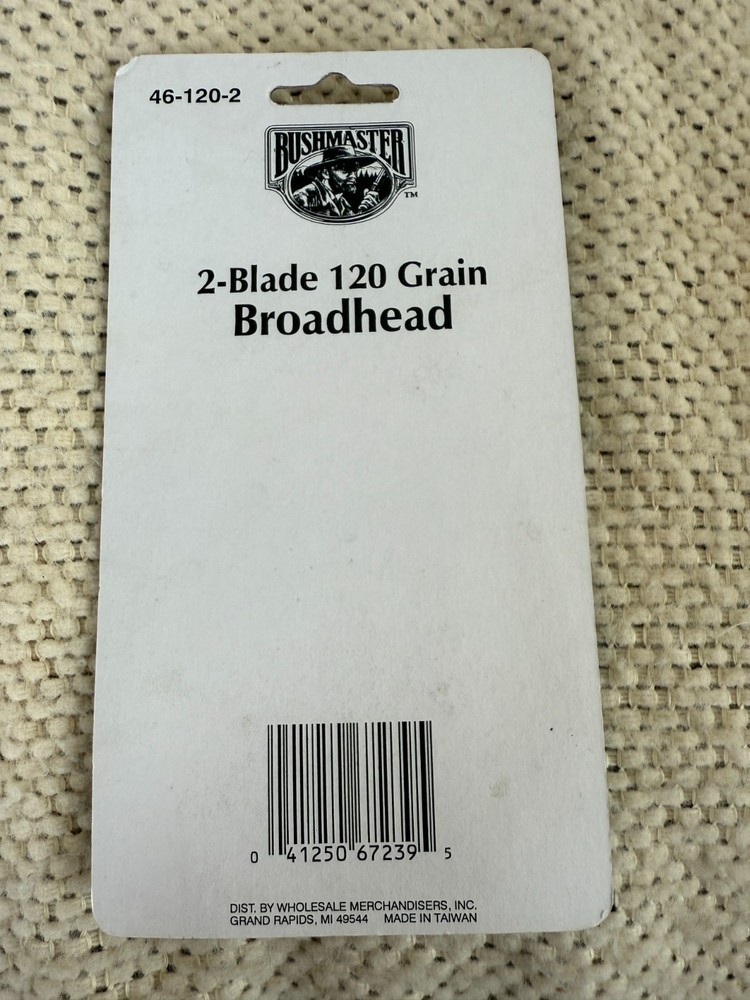 46-120-2
BUSHMASTER
TM
2-Blade 120 Grain
Broadhead
0 41250 67239 5
DIST. BY WHOLESALE MERCHANDISERS, INC.
GRAND RAPIDS, MI 49544 MADE IN TAIWAN